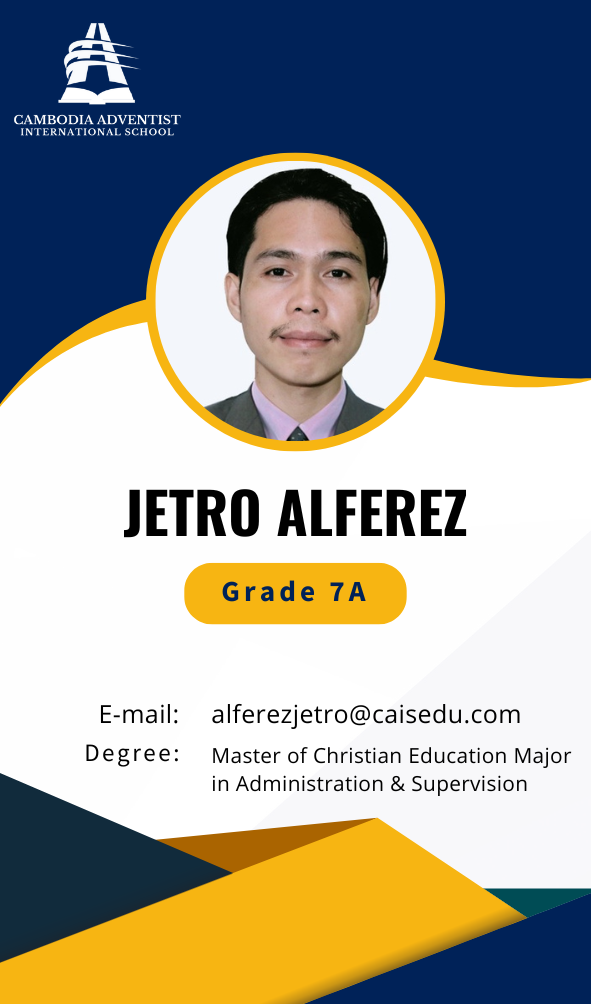 CAMBODIA ADVENTIST
INTERNATIONAL SCHOOL
JETRO ALFEREZ
Grade 7A
E-mail: alferezjetro@caisedu.com
Degree: Master of Christian Education Major
in Administration & Supervision